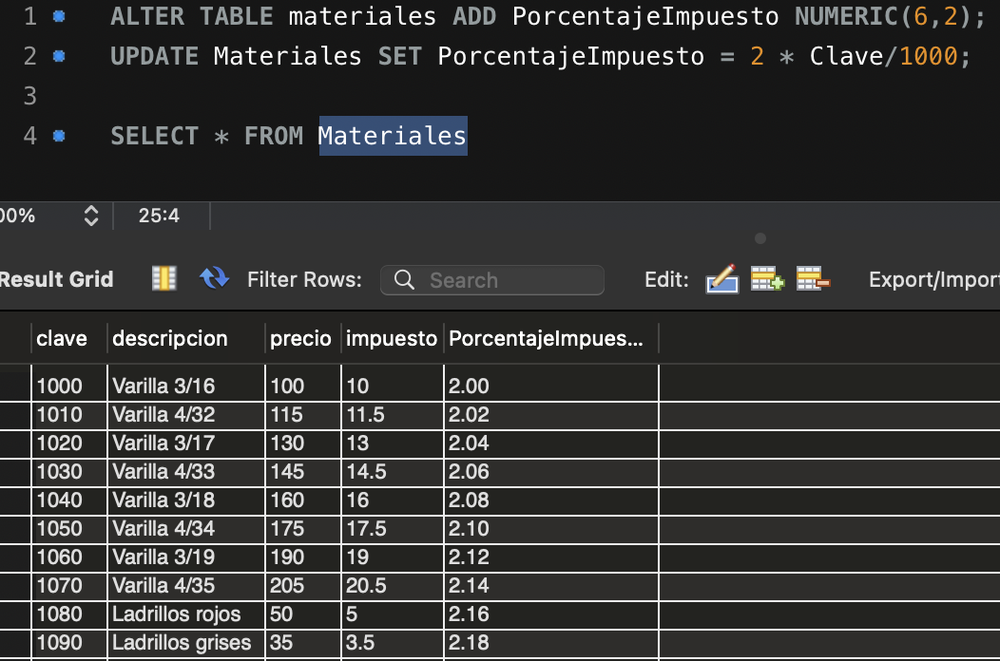 1 ALTER TABLE materiales ADD PorcentajeImpuesto NUMERIC(6,2);
2 UPDATE Materiales SET PorcentajeImpuesto = 2 * Clave/1000;
3
4 SELECT * FROM Materiales
00% 25:4
Result Grid Filter Rows: Search Edit: Export/Import
clave descripcion precio impuesto PorcentajeImpues...
1000 Varilla 3/16 100 10 2.00
1010 Varilla 4/32 115 11.5 2.02
1020 Varilla 3/17 130 13 2.04
1030 Varilla 4/33 145 14.5 2.06
1040 Varilla 3/18 160 16 2.08
1050 Varilla 4/34 175 17.5 2.10
1060 Varilla 3/19 190 19 2.12
1070 Varilla 4/35 205 20.5 2.14
1080 Ladrillos rojos 50 5 2.16
1090 Ladrillos grises 35 3.5 2.18